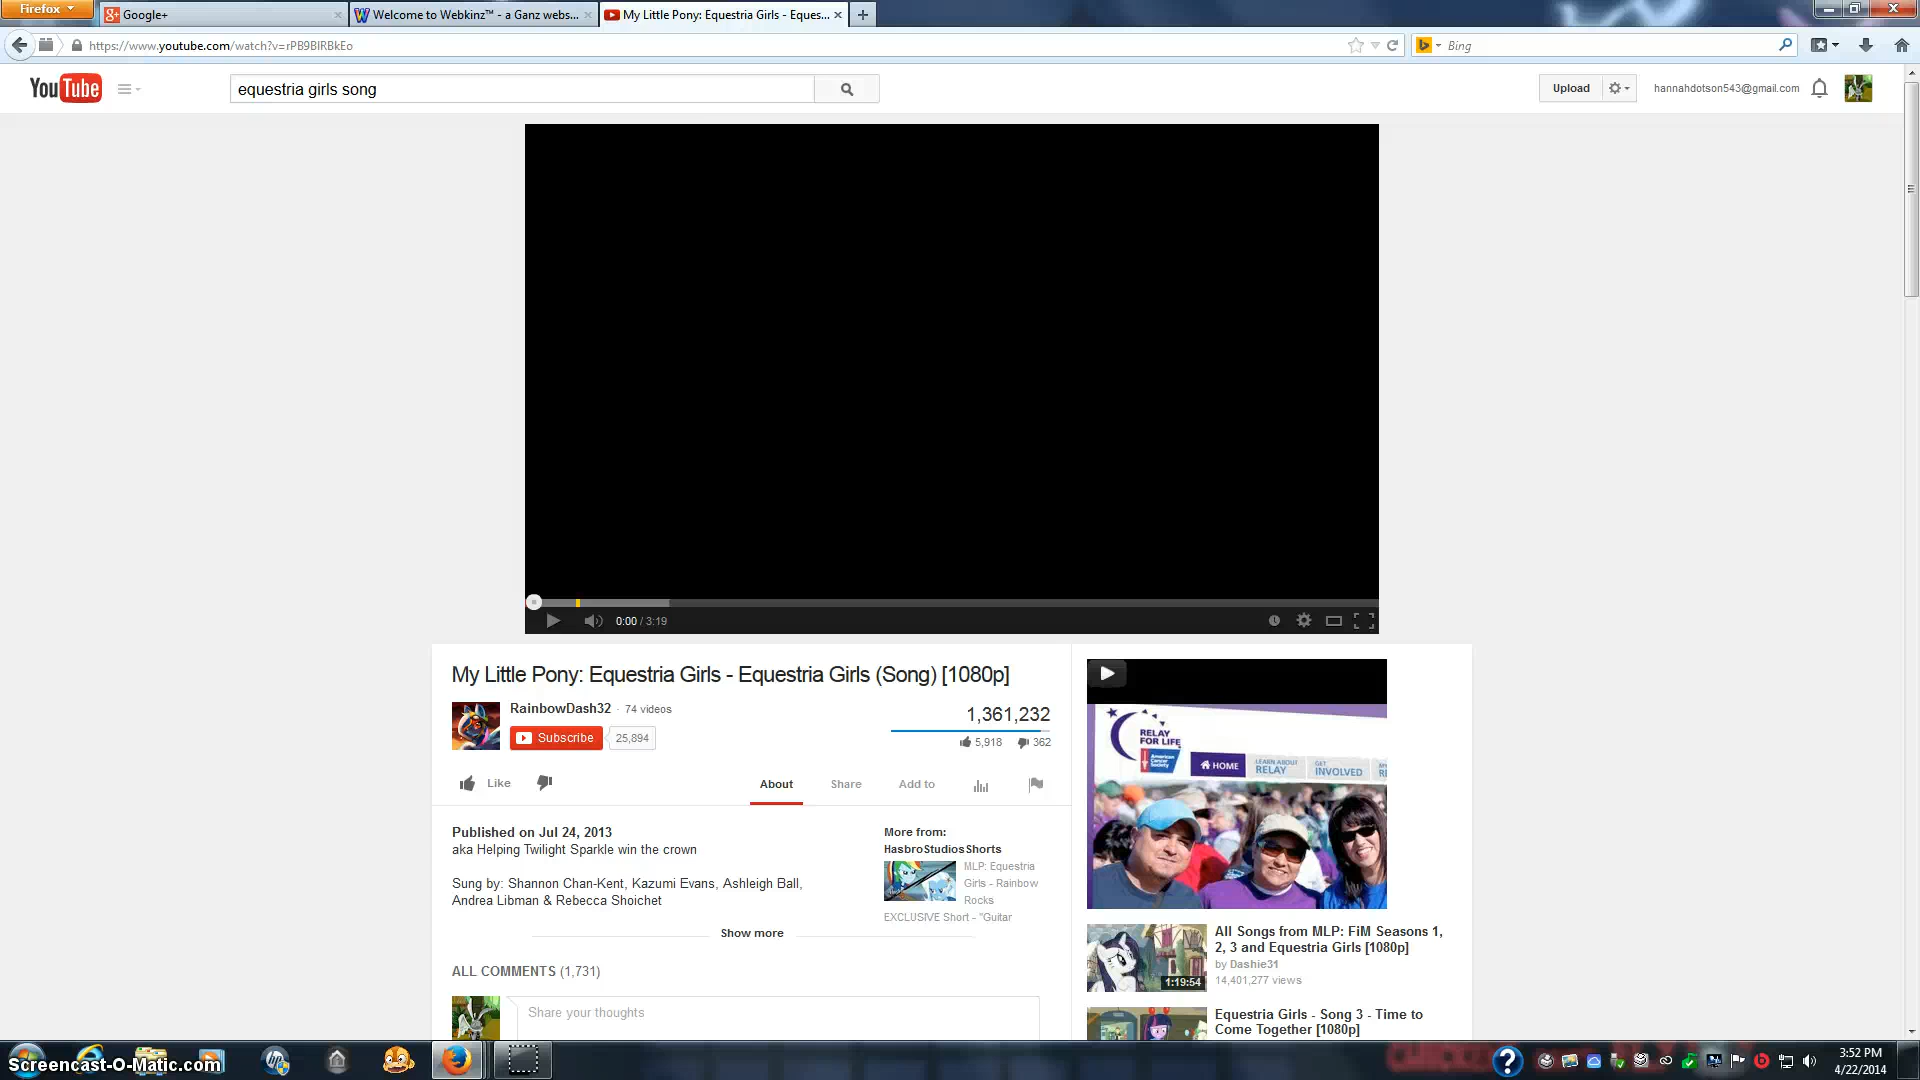 Firefox
Google+
Welcome to Webkinz™ - a Ganz webs...
My Little Pony: Equestria Girls - Eques...
https://www.youtube.com/watch?v=rPB9BIRBkEo
Bing
YouTube
equestria girls song
Upload
hannahdotson543@gmail.com
0:00 / 3:19
My Little Pony: Equestria Girls - Equestria Girls (Song) [1080p]
RainbowDash32 · 74 videos
Subscribe
25,894
1,361,232
5,918
362
Like
About
Share
Add to
Published on Jul 24, 2013
aka Helping Twilight Sparkle win the crown
Sung by: Shannon Chan-Kent, Kazumi Evans, Ashleigh Ball,
Andrea Libman & Rebecca Shoichet
Show more
More from:
HasbroStudiosShorts
MLP: Equestria
Girls - Rainbow
Rocks
EXCLUSIVE Short - "Guitar
ALL COMMENTS (1,731)
Share your thoughts
RELAY
FOR LIFE
American
Cancer
Society
HOME
LEARN ABOUT
RELAY
GET
INVOLVED
All Songs from MLP: FiM Seasons 1,
2, 3 and Equestria Girls [1080p]
by Dashie31
14,401,277 views
1:19:54
Equestria Girls - Song 3 - Time to
Come Together [1080p]
Screencast-O-Matic.com
3:52 PM
4/22/2014